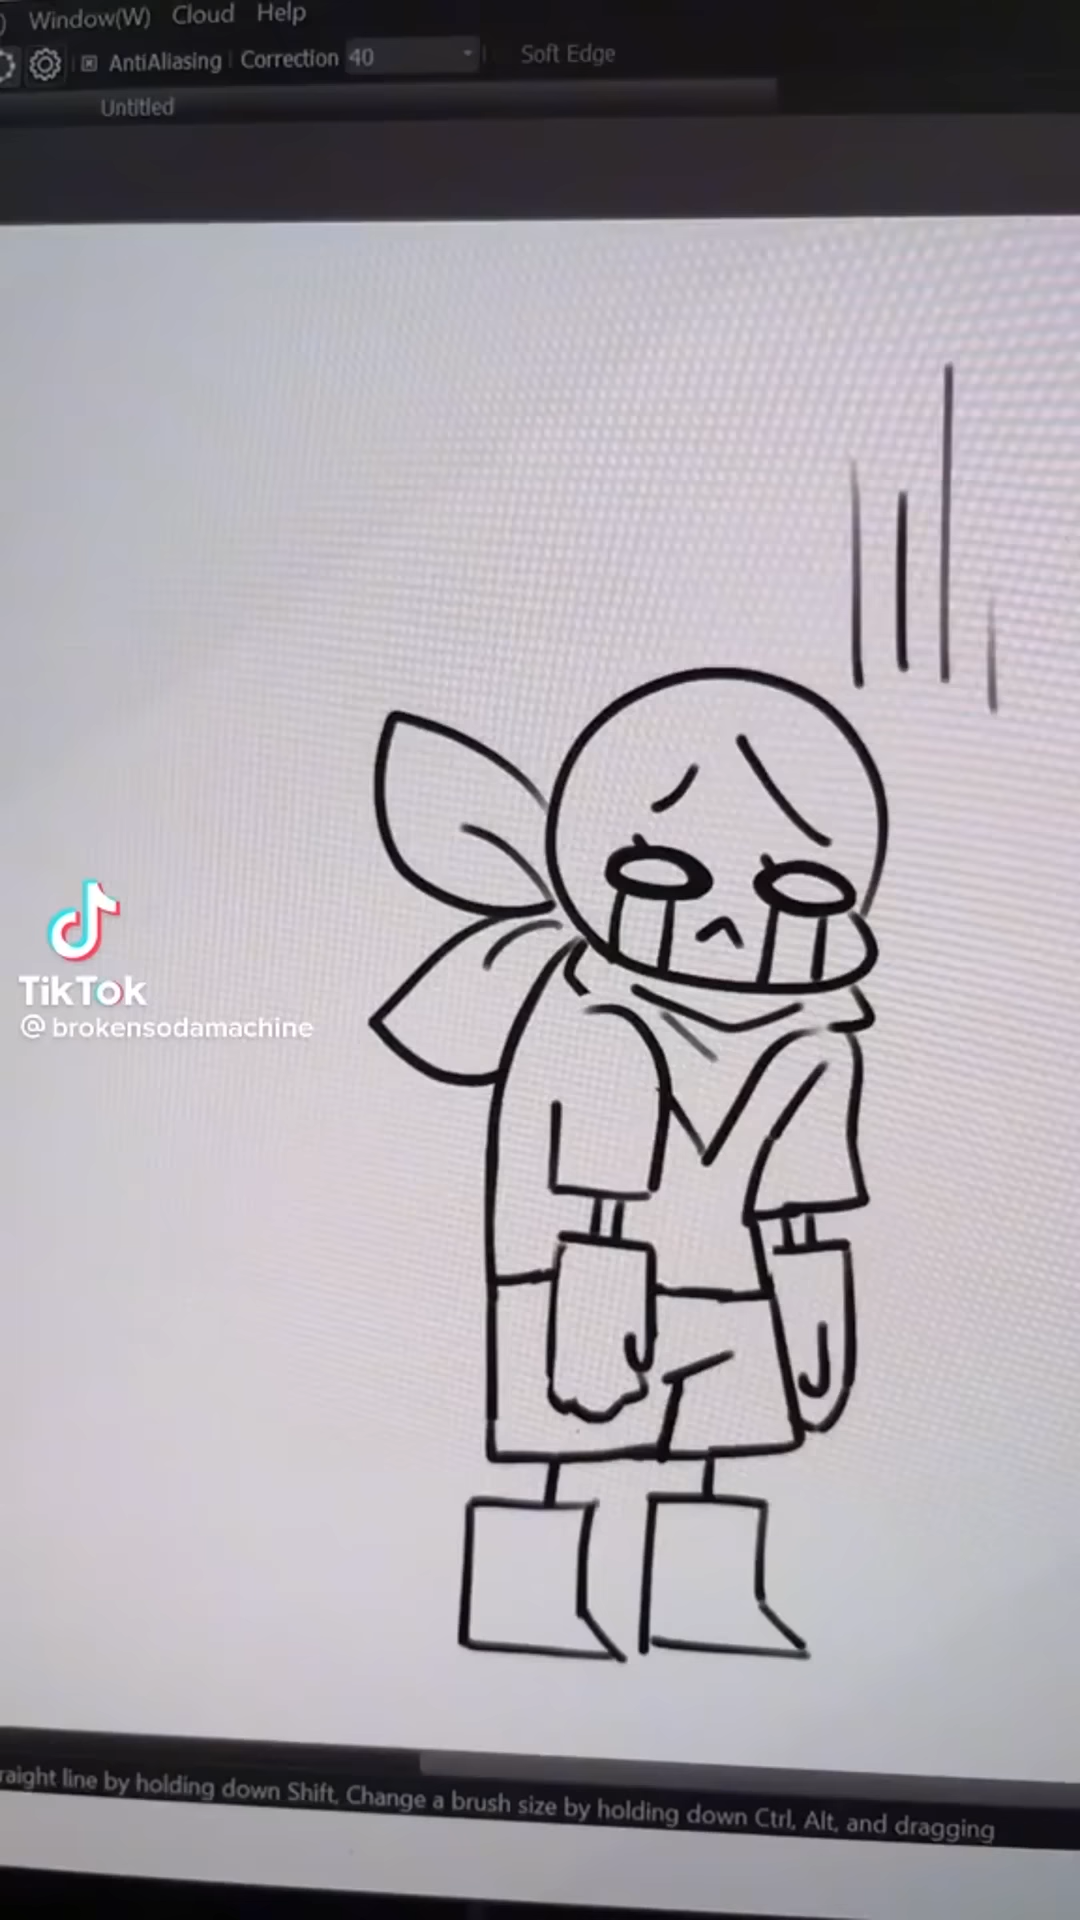 Window(W) Cloud Help
AntiAliasing Correction 40 Soft Edge
Untitled
TikTok
@brokensodamachine
raight line by holding down Shift, Change a brush size by holding down Ctrl, Alt, and dragging